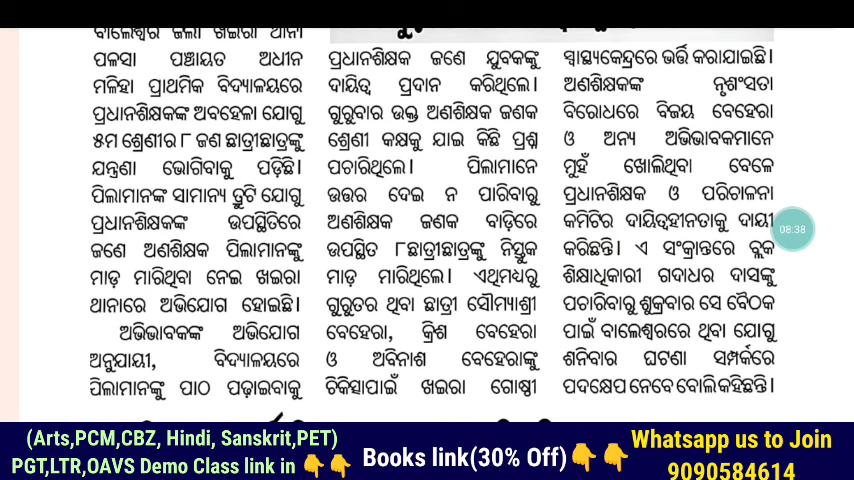 ବାଲେଶ୍ୱର ଜିଲା ଖଇରା ଥାନା
ପଳସା ପଞ୍ଚାୟତ ଅଧୀନ
ମଳିହା ପ୍ରାଥମିକ ବିଦ୍ୟାଳୟରେ
ପ୍ରଧାନଶିକ୍ଷକଙ୍କ ଅବହେଳା ଯୋଗୁ
୫ମ ଶ୍ରେଣୀର ୮ ଜଣ ଛାତ୍ରୀଛାତ୍ରଙ୍କୁ
ଯନ୍ତ୍ରଣା ଭୋଗିବାକୁ ପଡ଼ିଛି।
ପିଲାମାନଙ୍କ ସାମାନ୍ୟ ତ୍ରୁଟି ଯୋଗୁ
ପ୍ରଧାନଶିକ୍ଷକଙ୍କ ଉପସ୍ଥିତିରେ
ଜଣେ ଅଣଶିକ୍ଷକ ପିଲାମାନଙ୍କୁ
ମାଡ଼ ମାରିଥିବା ନେଇ ଖଇରା
ଥାନାରେ ଅଭିଯୋଗ ହୋଇଛି।
ଅଭିଭାବକଙ୍କ ଅଭିଯୋଗ
ଅନୁଯାୟୀ, ବିଦ୍ୟାଳୟରେ
ପିଲାମାନଙ୍କୁ ପାଠ ପଢ଼ାଇବାକୁ
ପ୍ରଧାନଶିକ୍ଷକ ଜଣେ ଯୁବକଙ୍କୁ
ଦାୟିତ୍ୱ ପ୍ରଦାନ କରିଥିଲେ।
ଗୁରୁବାର ଉକ୍ତ ଅଣଶିକ୍ଷକ ଜଣକ
ଶ୍ରେଣୀ କକ୍ଷକୁ ଯାଇ କିଛି ପ୍ରଶ୍ନ
ପଚାରିଥିଲେ। ପିଲାମାନେ
ଉତ୍ତର ଦେଇ ନ ପାରିବାରୁ
ଅଣଶିକ୍ଷକ ଜଣକ ବାଡ଼ିରେ
ଉପସ୍ଥିତ ୮ଛାତ୍ରୀଛାତ୍ରଙ୍କୁ ନିସ୍ତୁକ
ମାଡ଼ ମାରିଥିଲେ। ଏଥିମଧ୍ୟରୁ
ଗୁରୁତର ଥିବା ଛାତ୍ରୀ ସୌମ୍ୟାଶ୍ରୀ
ବେହେରା, କ୍ରିଶ ବେହେରା
ଓ ଅବିନାଶ ବେହେରାଙ୍କୁ
ଚିକିତ୍ସାପାଇଁ ଖଇରା ଗୋଷ୍ଠୀ
ସ୍ୱାସ୍ଥ୍ୟକେନ୍ଦ୍ରରେ ଭର୍ତ୍ତି କରାଯାଇଛି।
ଅଣଶିକ୍ଷକଙ୍କ ନୃଶଂସତା
ବିରୋଧରେ ବିଜୟ ବେହେରା
ଓ ଅନ୍ୟ ଅଭିଭାବକମାନେ
ମୁହଁ ଖୋଲିଥିବା ବେଳେ
ପ୍ରଧାନଶିକ୍ଷକ ଓ ପରିଚାଳନା
କମିଟିର ଦାୟିତ୍ୱହୀନତାକୁ ଦାୟୀ
କରିଛନ୍ତି। ଏ ସଂକ୍ରାନ୍ତରେ ବ୍ଲକ
ଶିକ୍ଷାଧିକାରୀ ଗଦାଧର ଦାସଙ୍କୁ
ପଚାରିବାରୁ ଶୁକ୍ରବାର ସେ ବୈଠକ
ପାଇଁ ବାଲେଶ୍ୱରରେ ଥିବା ଯୋଗୁ
ଶନିବାର ଘଟଣା ସମ୍ପର୍କରେ
ପଦକ୍ଷେପ ନେବେ ବୋଲି କହିଛନ୍ତି।
08:38
(Arts,PCM,CBZ, Hindi, Sanskrit,PET)
PGT,LTR,OAVS Demo Class link in 👇👇
Books link(30% Off)👇👇
Whatsapp us to Join
9090584614